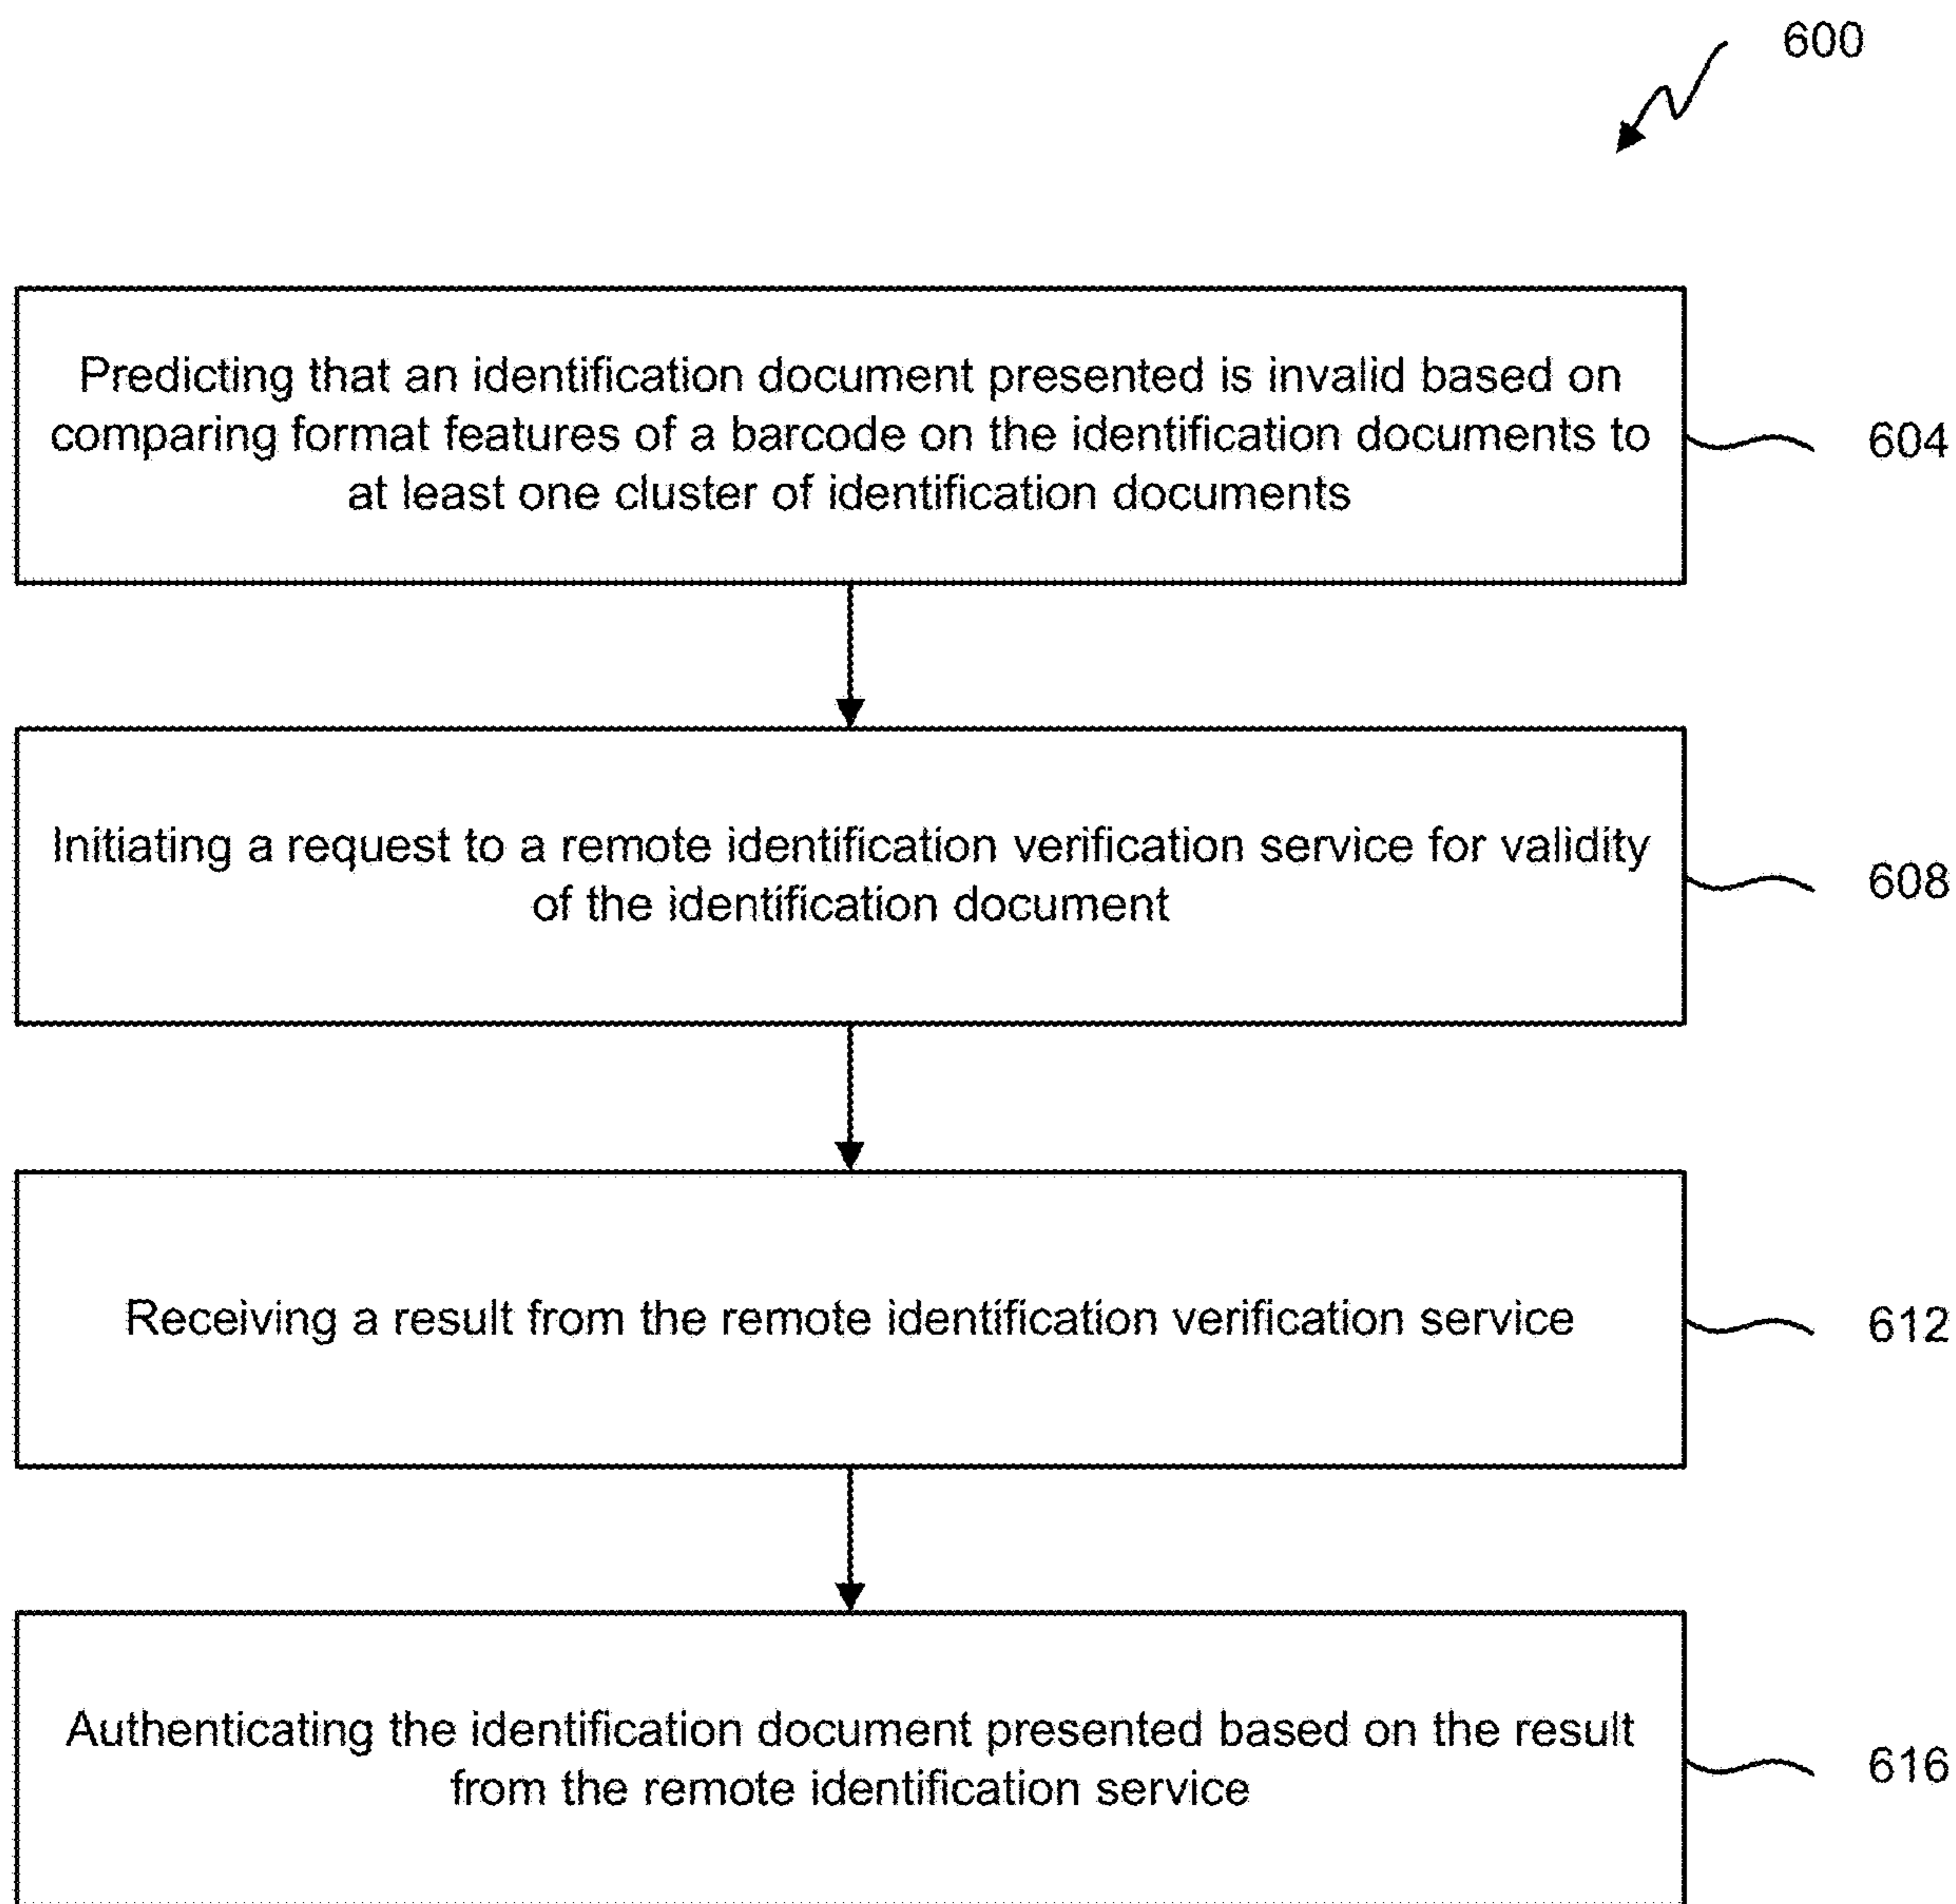 600
Predicting that an identification document presented is invalid based on
comparing format features of a barcode on the identification documents to
at least one cluster of identification documents
604
Initiating a request to a remote identification verification service for validity
of the identification document
608
Receiving a result from the remote identification verification service
612
Authenticating the identification document presented based on the result
from the remote identification service
616